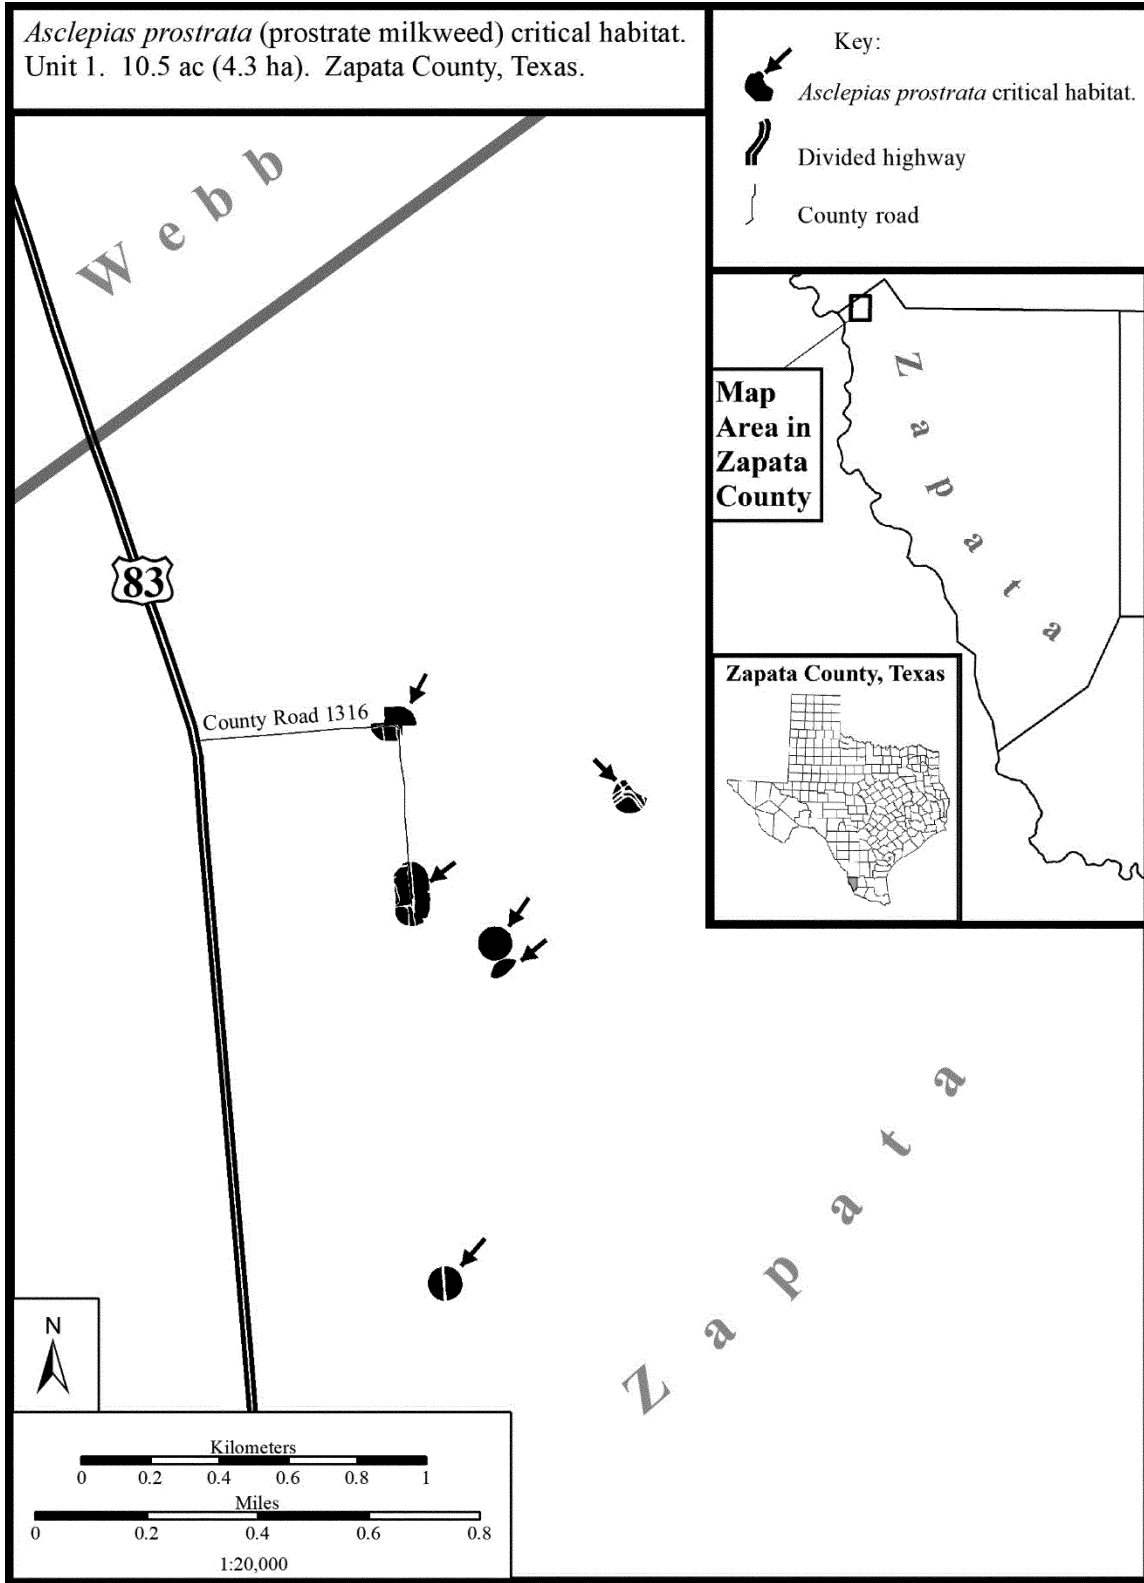 Asclepias prostrata (prostrate milkweed) critical habitat.
Unit 1. 10.5 ac (4.3 ha). Zapata County, Texas.
Key:
Asclepias prostrata critical habitat.
Divided highway
County road
Webb
83
County Road 1316
Zapata
Map
Area in
Zapata
County
Zapata
Zapata County, Texas
N
Kilometers
0 0.2 0.4 0.6 0.8 1
Miles
0 0.2 0.4 0.6 0.8
1:20,000